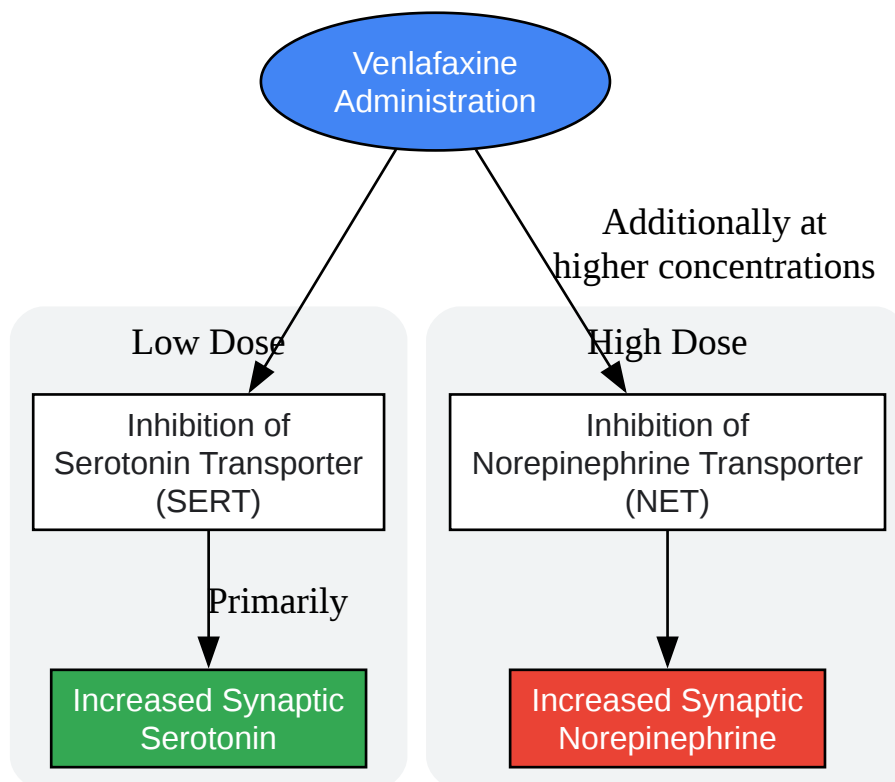 Venlafaxine
Administration
Additionally at
higher concentrations
Low Dose
High Dose
Inhibition of
Serotonin Transporter
(SERT)
Inhibition of
Norepinephrine Transporter
(NET)
Primarily
Increased Synaptic
Serotonin
Increased Synaptic
Norepinephrine